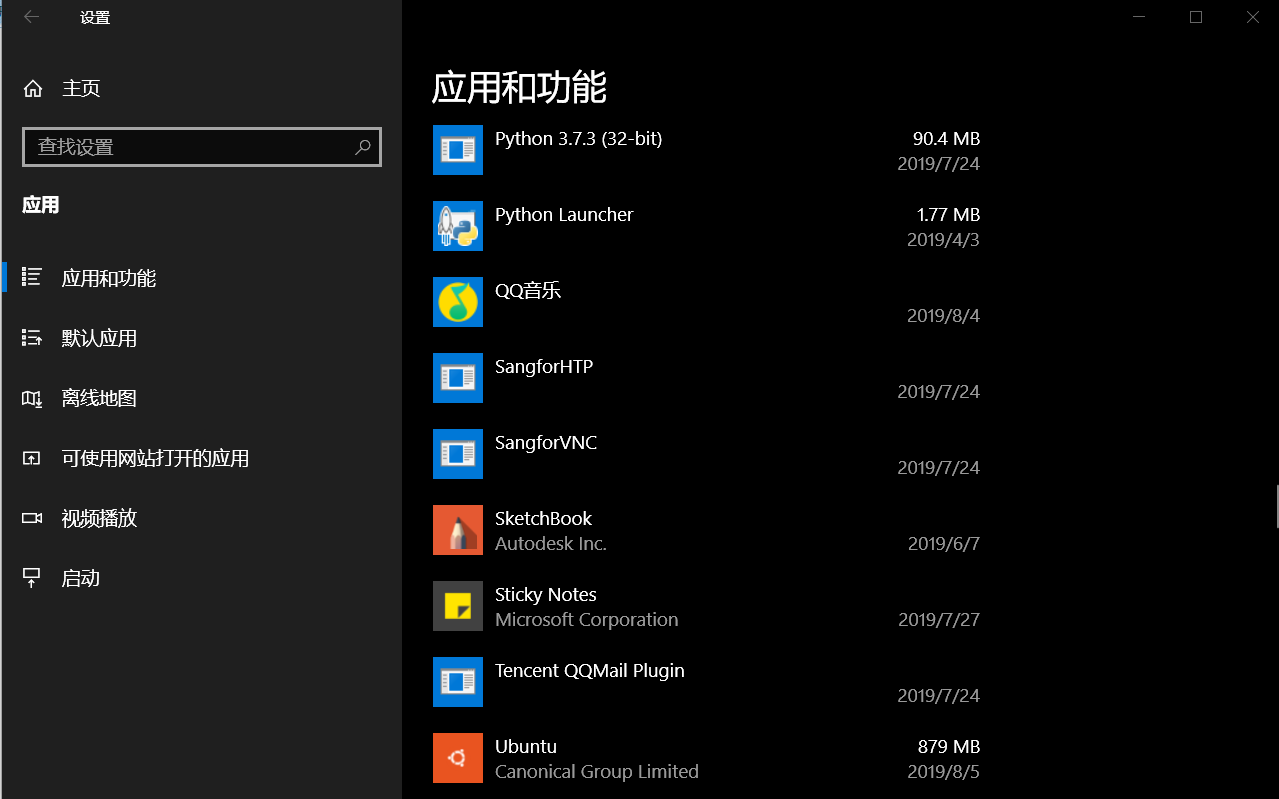 设置
主页
查找设置
应用
应用和功能
默认应用
离线地图
可使用网站打开的应用
视频播放
启动
应用和功能
Python 3.7.3 (32-bit)
90.4 MB
2019/7/24
Python Launcher
1.77 MB
2019/4/3
QQ音乐
2019/8/4
SangforHTP
2019/7/24
SangforVNC
2019/7/24
SketchBook
Autodesk Inc.
2019/6/7
Sticky Notes
Microsoft Corporation
2019/7/27
Tencent QQMail Plugin
2019/7/24
Ubuntu
879 MB
Canonical Group Limited
2019/8/5